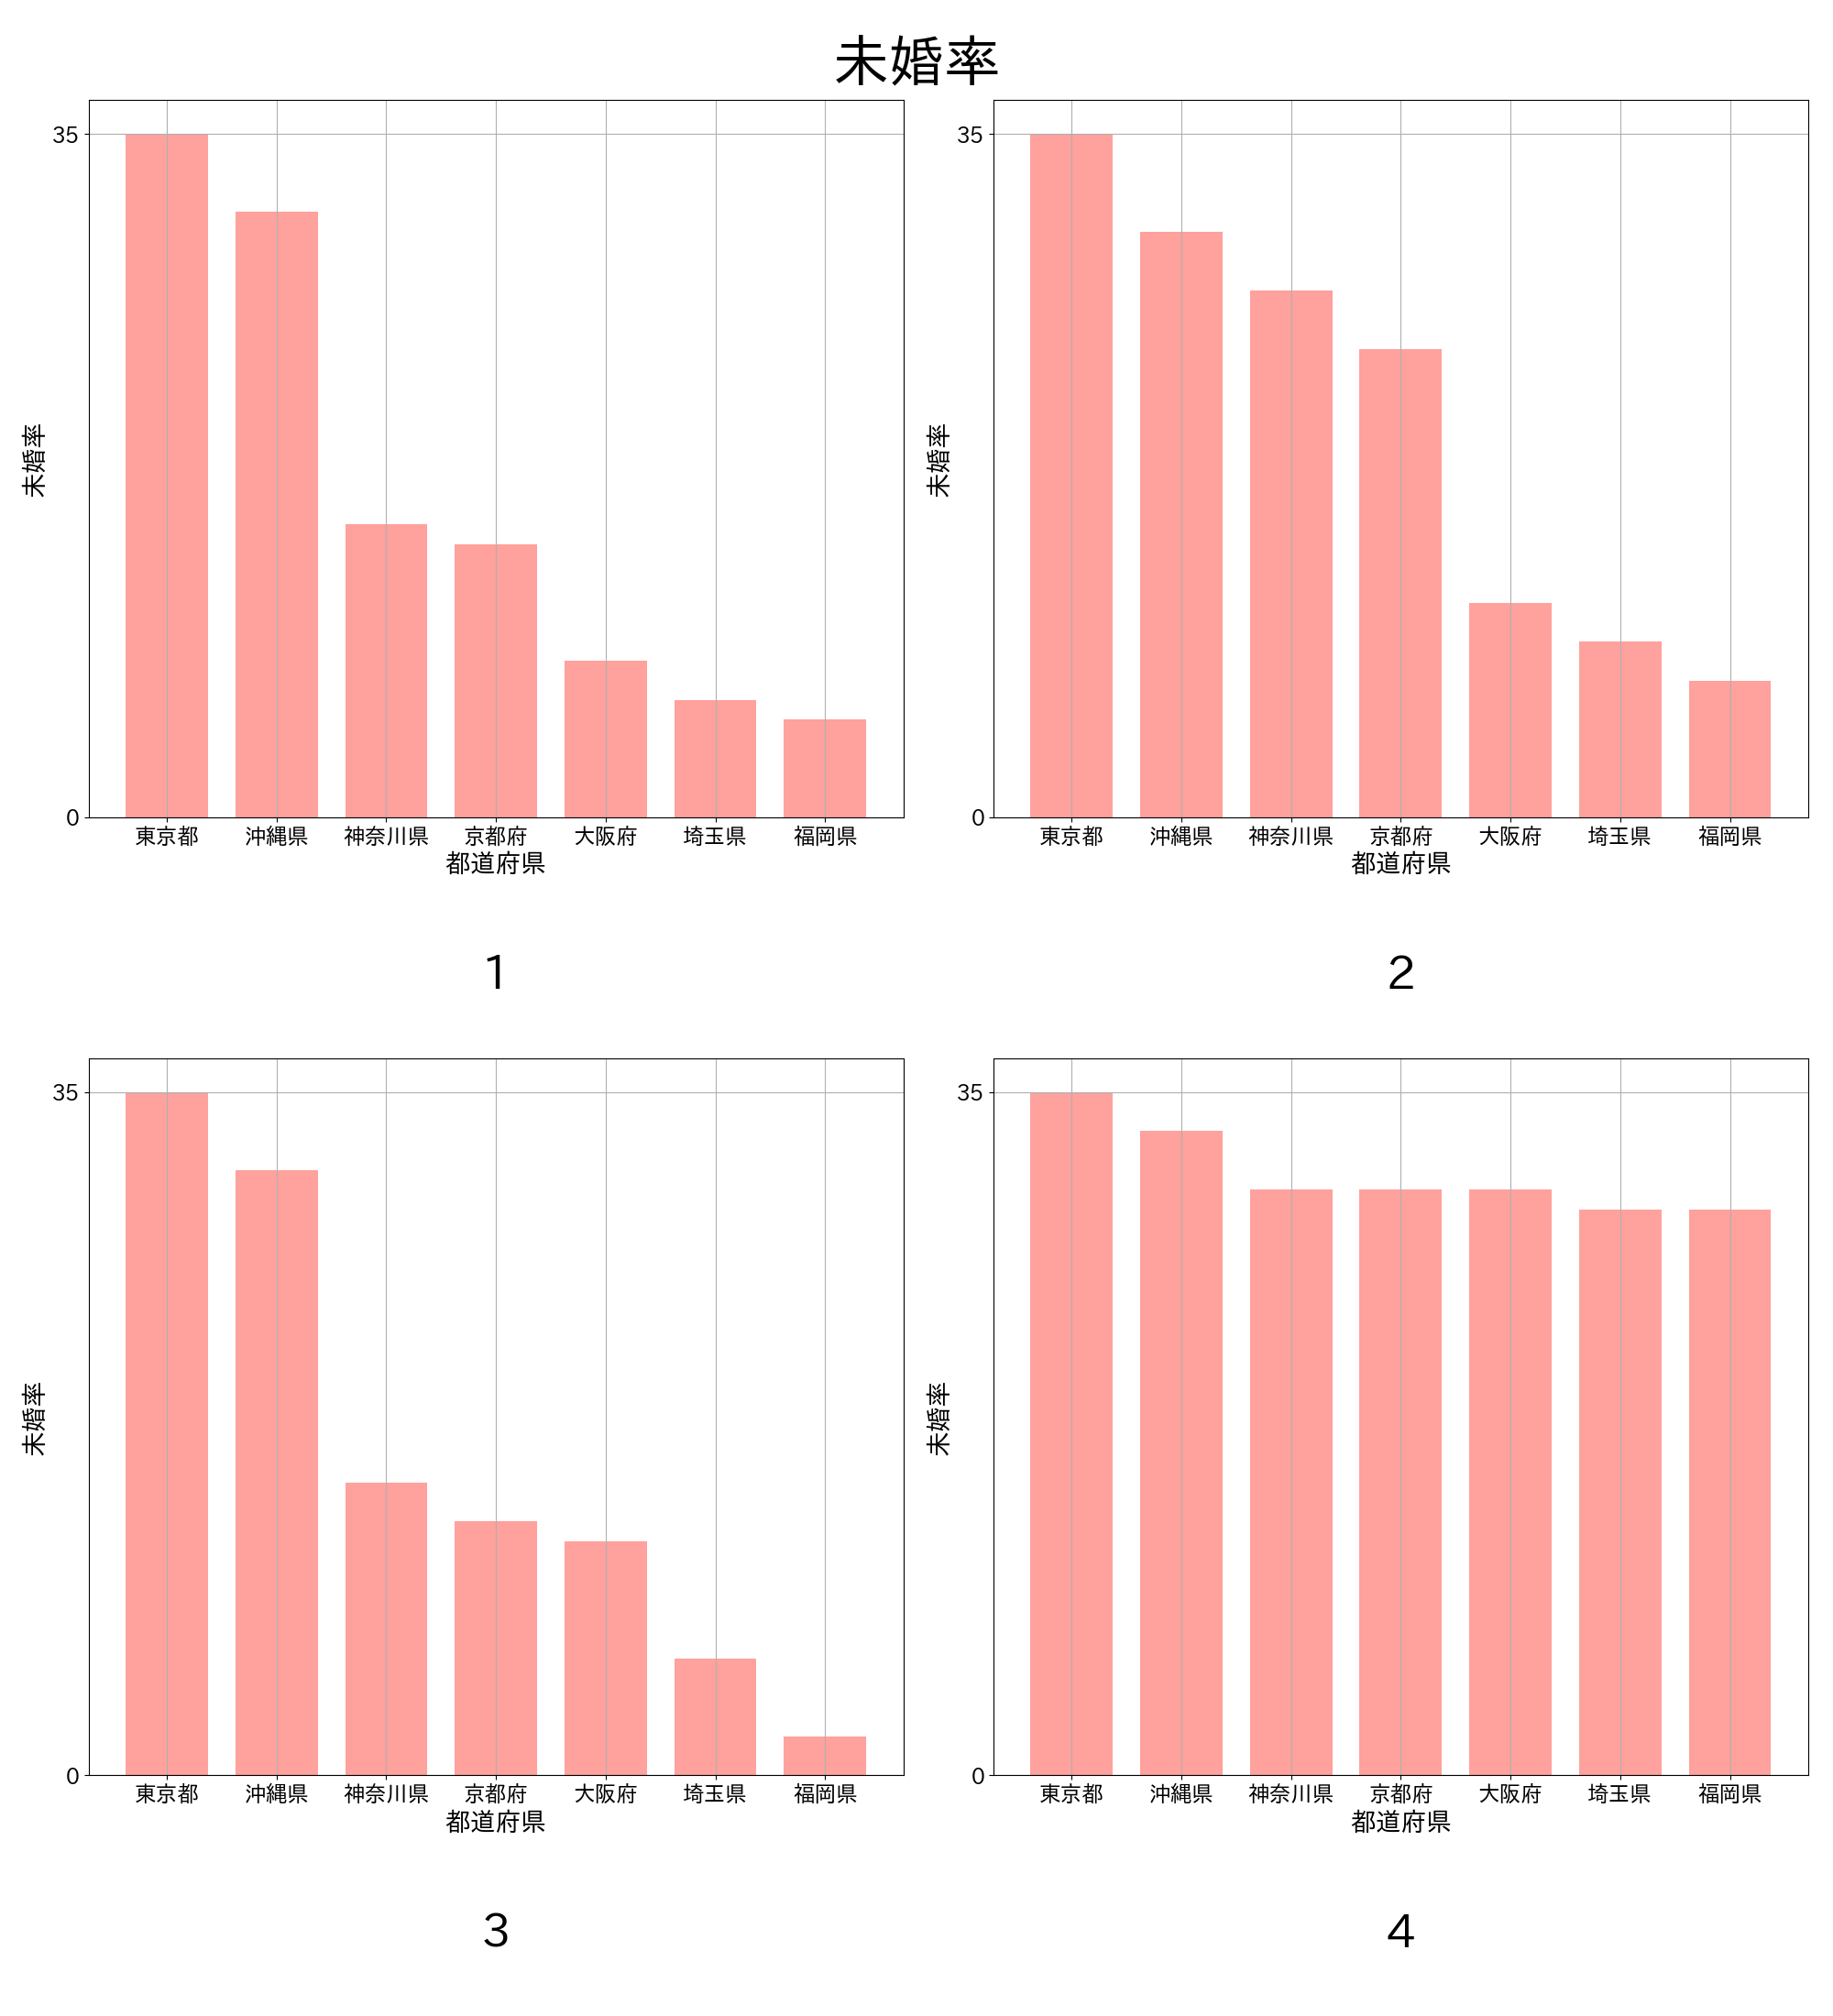 未婚率
35
0
未婚率
東京都 沖縄県 神奈川県 京都府 大阪府 埼玉県 福岡県
都道府県
1
35
0
未婚率
東京都 沖縄県 神奈川県 京都府 大阪府 埼玉県 福岡県
都道府県
2
35
0
未婚率
東京都 沖縄県 神奈川県 京都府 大阪府 埼玉県 福岡県
都道府県
3
35
0
未婚率
東京都 沖縄県 神奈川県 京都府 大阪府 埼玉県 福岡県
都道府県
4